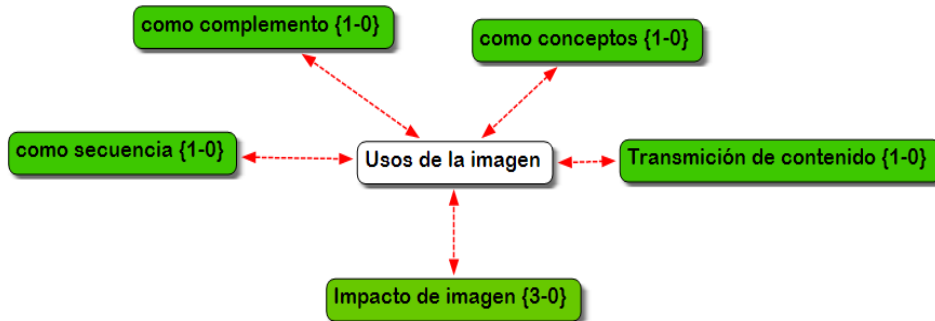 como complemento {1-0}
como conceptos {1-0}
como secuencia {1-0}
Usos de la imagen
Transmición de contenido {1-0}
Impacto de imagen {3-0}